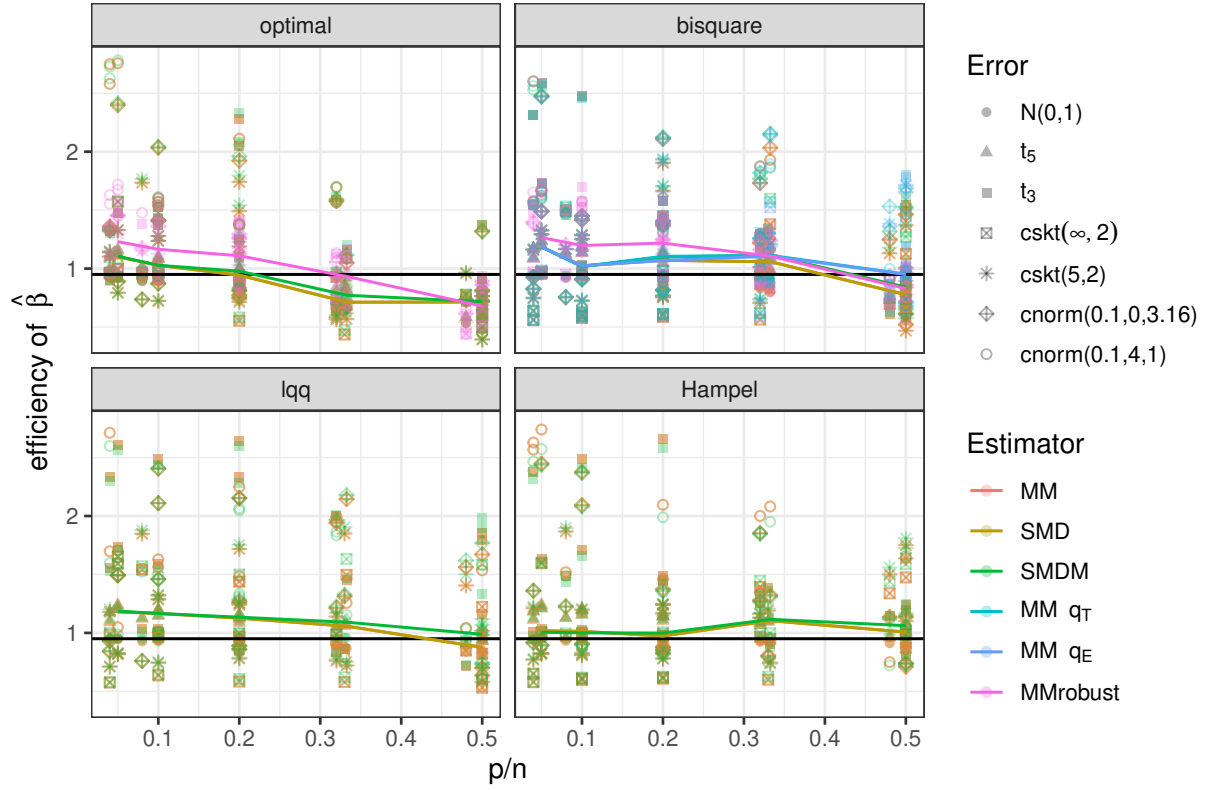 optimal
bisquare
2
1
lqq
Hampel
2
1
0.1
0.2
0.3
0.4
0.5
0.1
0.2
0.3
0.4
0.5
p/n
efficiency of β̂
Error
N(0,1)
t₅
t₃
cskt(∞, 2)
cskt(5,2)
cnorm(0.1,0,3.16)
cnorm(0.1,4,1)
Estimator
MM
SMD
SMDM
MM q_T
MM q_E
MMrobust